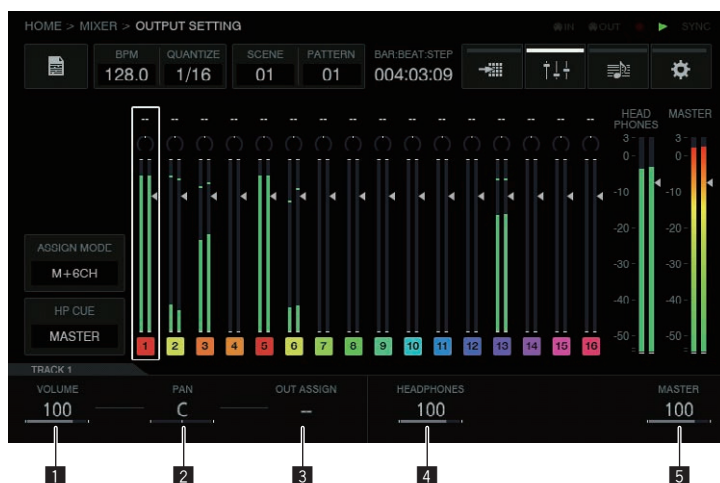 HOME > MIXER > OUTPUT SETTING
IN OUT SYNC
BPM QUANTIZE SCENE PATTERN BAR:BEAT:STEP
128.0 1/16 01 01 004:03:09
HEAD PHONES MASTER
-- -- -- -- -- -- -- -- -- -- -- -- -- -- -- --
3 3
0 0
-10 -10
-20 -20
-30 -30
-40 -40
-50 -50
ASSIGN MODE
M+6CH
HP CUE
MASTER
1 2 3 4 5 6 7 8 9 10 11 12 13 14 15 16
TRACK 1
VOLUME PAN OUT ASSIGN HEADPHONES MASTER
100 C -- 100 100
1 2 3 4 5